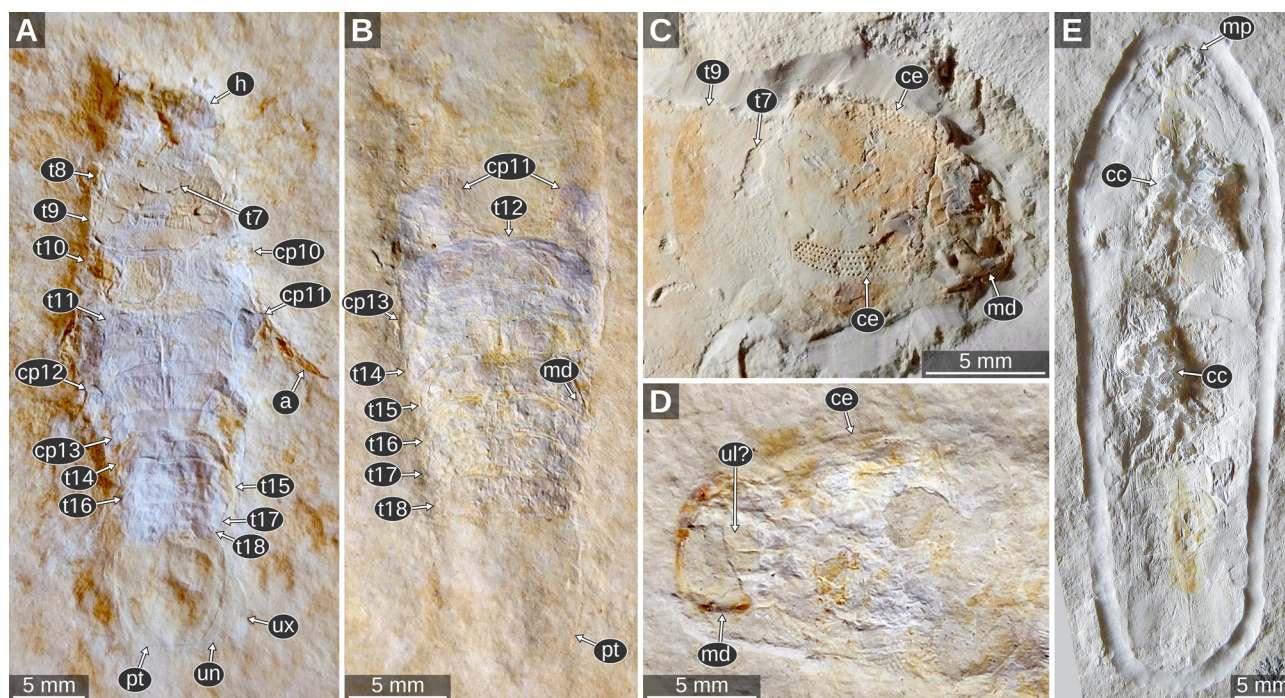 A
h
t8
t9
t7
t10
cp10
t11
cp11
cp12
a
cp13
t14
t15
t16
t17
t18
ux
pt
un
5 mm
B
cp11
t12
cp13
t14
md
t15
t16
t17
t18
pt
5 mm
C
t9
t7
ce
ce
md
5 mm
D
ce
ul?
md
5 mm
E
mp
cc
cc
5 mm